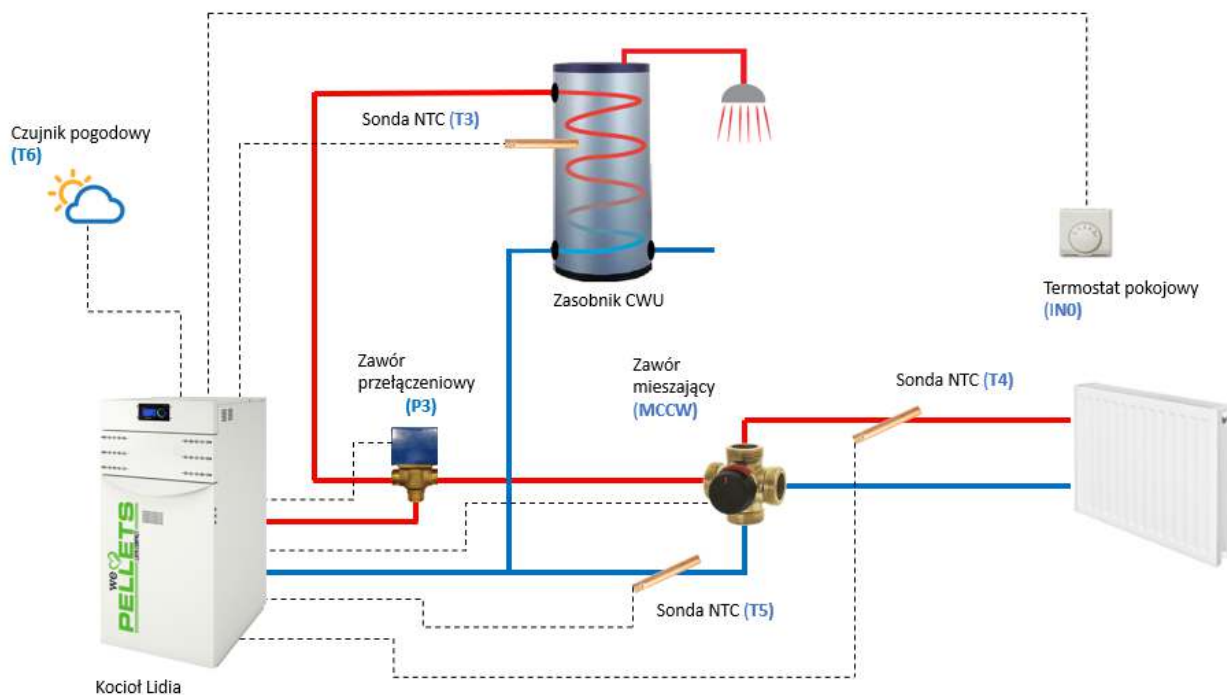 Sonda NTC (T3)
Czujnik pogodowy
(T6)
Zasobnik CWU
Termostat pokojowy
(IN0)
Zawór
przełączeniowy
(P3)
Zawór
mieszający
(MCCW)
Sonda NTC (T4)
we
PELLETS
Sonda NTC (T5)
Kocioł Lidia